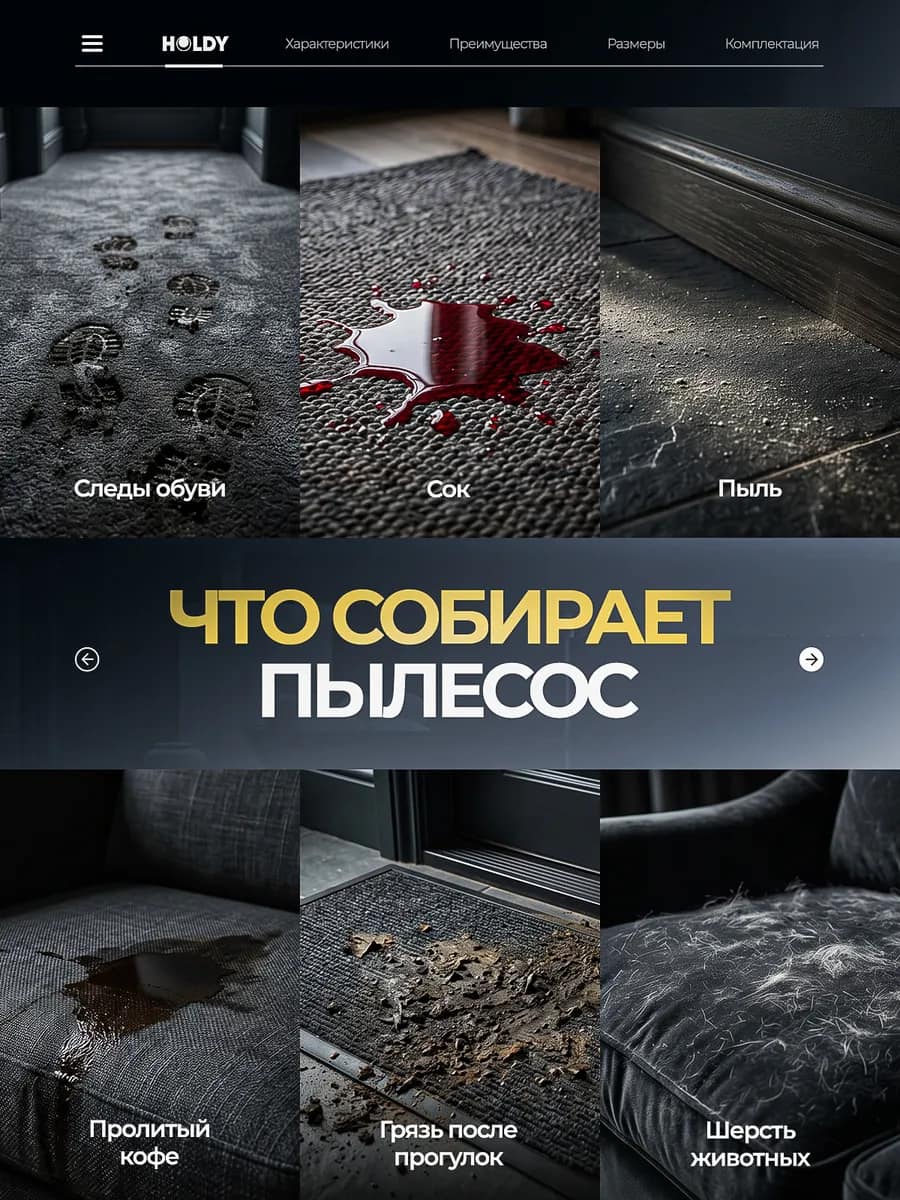 HOLDY Характеристики Преимущества Размеры Комплектация
Следы обуви
Сок
Пыль
ЧТО СОБИРАЕТ
ПЫЛЕСОС
Пролитый
кофе
Грязь после
прогулок
Шерсть
животных